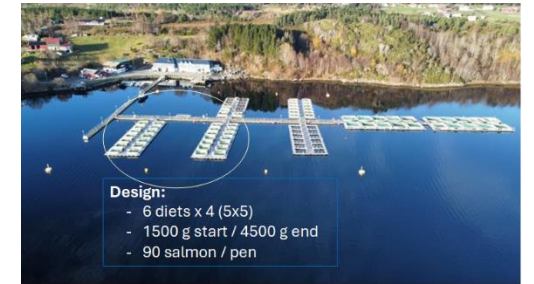 Design:
- 6 diets x 4 (5x5)
- 1500 g start / 4500 g end
- 90 salmon / pen